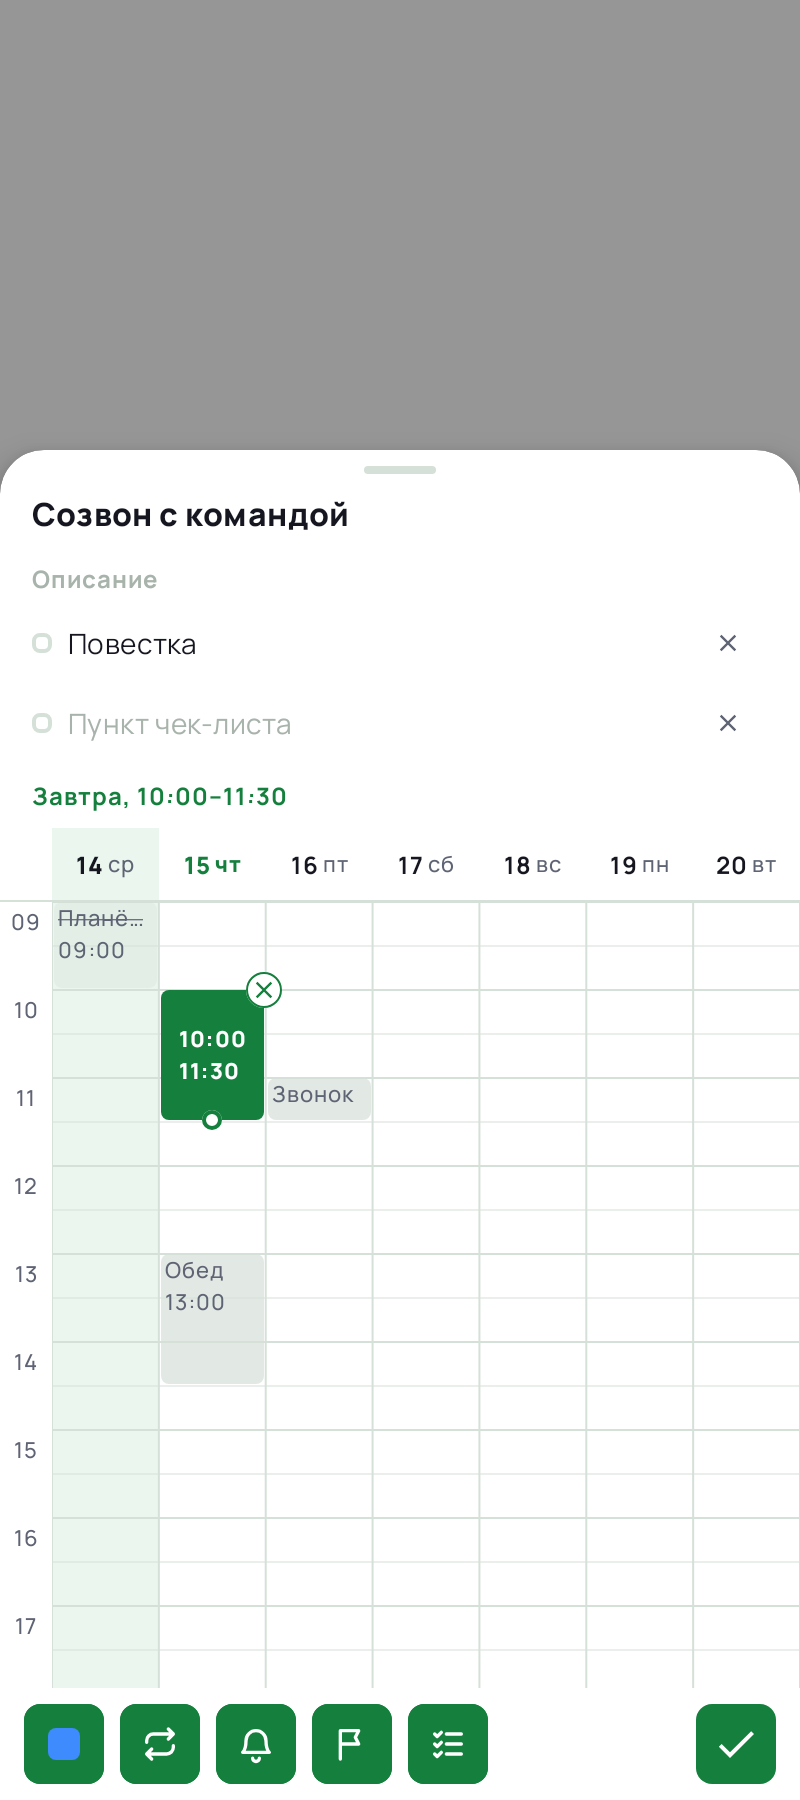 Созвон с командой
Описание
Повестка
Пункт чек-листа
Завтра, 10:00–11:30
14 ср 15 чт 16 пт 17 сб 18 вс 19 пн 20 вт
09
Планё…
09:00
10
10:00
11:30
11
Звонок
12
13
Обед
13:00
14
15
16
17